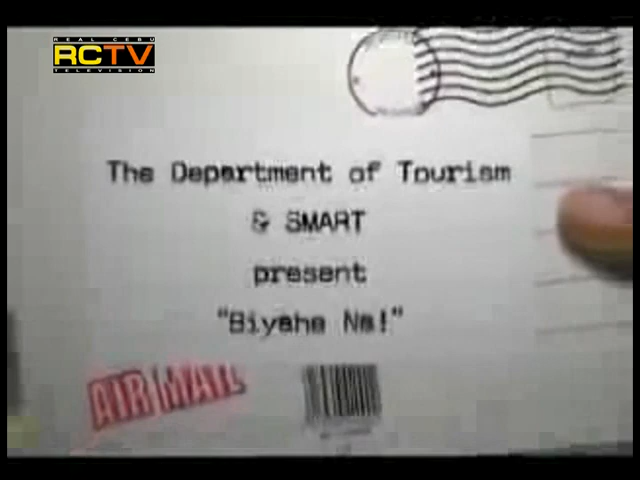 REAL CEBU
RCTV
TELEVISION
The Department of Tourism
& SMART
present
"Biyahe Na!"
AIR MAIL